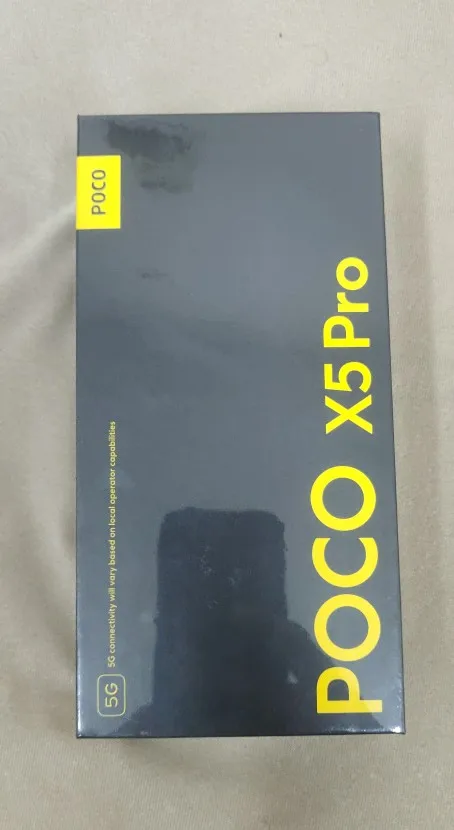 POCO
POCO X5 Pro
5G
5G connectivity will vary based on local operator capabilities